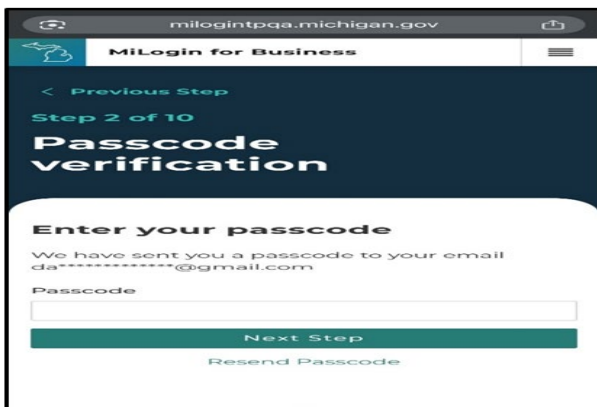 milogintpqa.michigan.gov
MiLogin for Business
< Previous Step
Step 2 of 10
Passcode
verification
Enter your passcode
We have sent you a passcode to your email
da*************@gmail.com
Passcode
Next Step
Resend Passcode